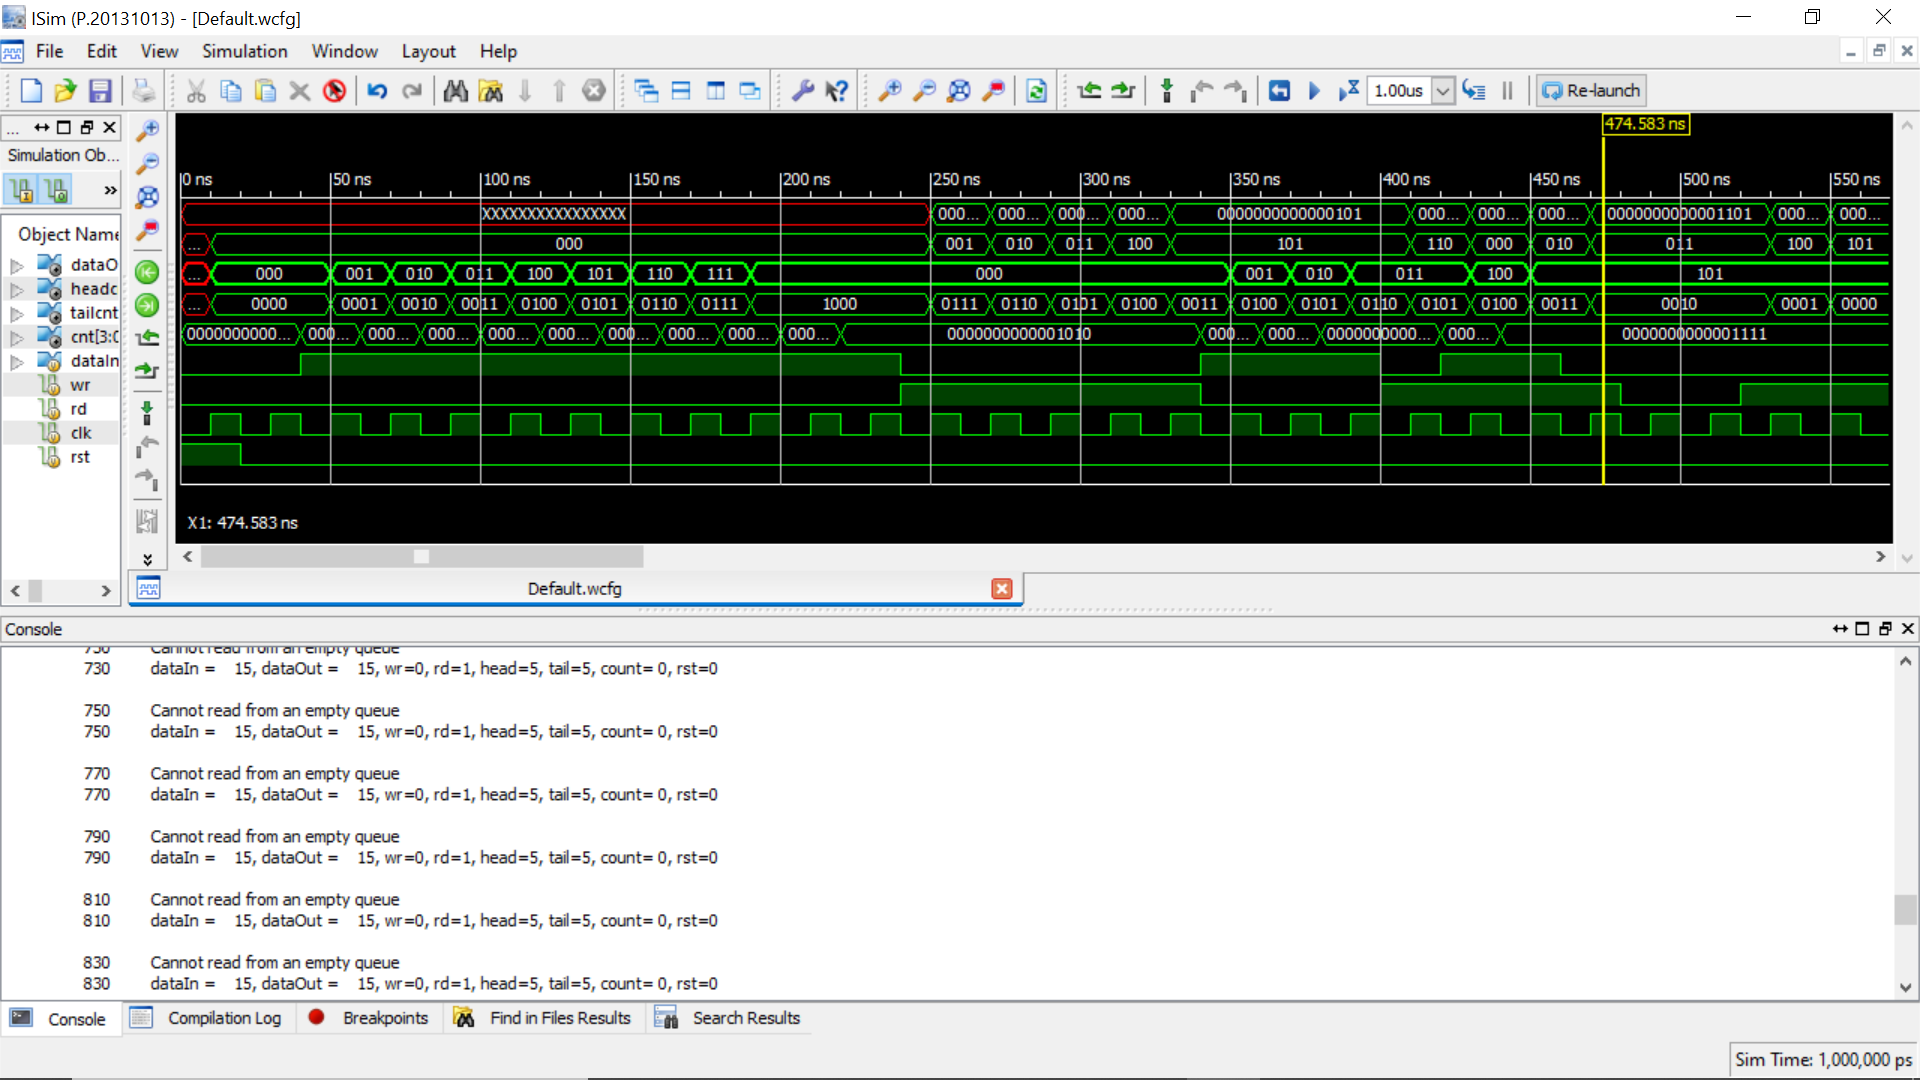 ISim (P.20131013) - [Default.wcfg]
File Edit View Simulation Window Layout Help
1.00us Re-launch
...
Simulation Ob...
»
Object Name
dataO
headc
tailcnt
cnt[3:0
dataIn
wr
rd
clk
rst
474.583 ns
0 ns 50 ns 100 ns 150 ns 200 ns 250 ns 300 ns 350 ns 400 ns 450 ns 500 ns 550 ns
XXXXXXXXXXXXXXXX 000... 000... 000... 000... 0000000000000101 000... 000... 000... 0000000000001101 000... 000...
... 000 001 010 011 100 101 110 000 010 011 100 101
... 000 001 010 011 100 101 110 111 000 001 010 011 100 101
... 0000 0001 0010 0011 0100 0101 0110 0111 1000 0111 0110 0101 0100 0011 0100 0101 0110 0101 0100 0011 0010 0001 0000
0000000000... 000... 000... 000... 000... 000... 000... 000... 000... 000... 0000000000001010 000... 000... 0000000000... 000... 0000000000001111
X1: 474.583 ns
Default.wcfg
Console
730 Cannot read from an empty queue
730 dataIn = 15, dataOut = 15, wr=0, rd=1, head=5, tail=5, count= 0, rst=0
750 Cannot read from an empty queue
750 dataIn = 15, dataOut = 15, wr=0, rd=1, head=5, tail=5, count= 0, rst=0
770 Cannot read from an empty queue
770 dataIn = 15, dataOut = 15, wr=0, rd=1, head=5, tail=5, count= 0, rst=0
790 Cannot read from an empty queue
790 dataIn = 15, dataOut = 15, wr=0, rd=1, head=5, tail=5, count= 0, rst=0
810 Cannot read from an empty queue
810 dataIn = 15, dataOut = 15, wr=0, rd=1, head=5, tail=5, count= 0, rst=0
830 Cannot read from an empty queue
830 dataIn = 15, dataOut = 15, wr=0, rd=1, head=5, tail=5, count= 0, rst=0
Console Compilation Log Breakpoints Find in Files Results Search Results
Sim Time: 1,000,000 ps